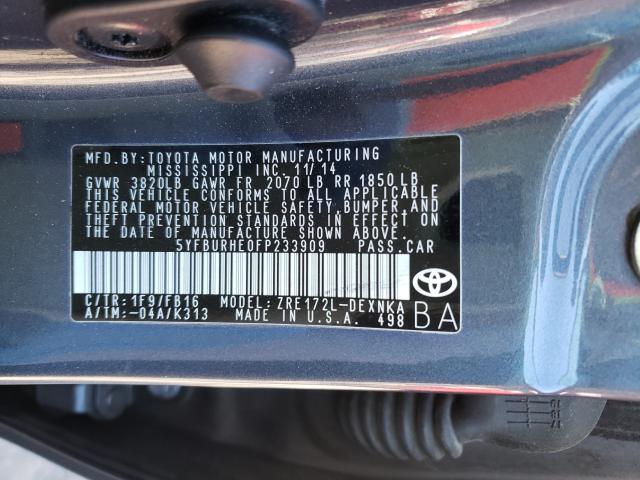 MFD.BY:TOYOTA MOTOR MANUFACTURING
MISSISSIPPI INC. 11/14
GVWR 3820LB GAWR FR 2070 LB RR 1850 LB
THIS VEHICLE CONFORMS TO ALL APPLICABLE
FEDERAL MOTOR VEHICLE SAFETY, BUMPER, AND
THEFT PREVENTION STANDARDS IN EFFECT ON
THE DATE OF MANUFACTURE SHOWN ABOVE.
5YFBURHE0FP233909 PASS.CAR
C/TR:1F9/FB16 MODEL:ZRE172L-DEXNKA
A/TM:-04A/K313 MADE IN U.S.A. 498
BA